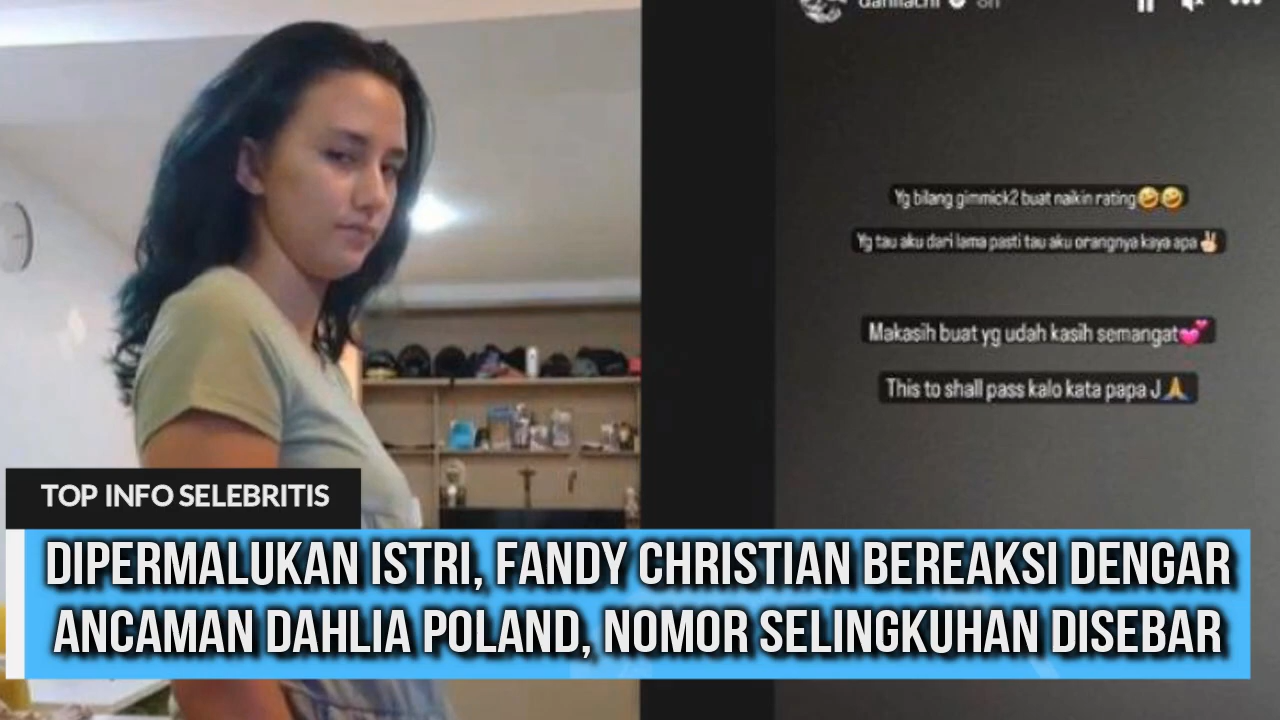 8h
Yg bilang gimmick2 buat naikin rating🤣🤣
Yg tau aku dari lama pasti tau aku orangnya kaya apa✌🏻
Makasih buat yg udah kasih semangat💕
This to shall pass kalo kata papa J🙏
TOP INFO SELEBRITIS
DIPERMALUKAN ISTRI, FANDY CHRISTIAN BEREAKSI DENGAR
ANCAMAN DAHLIA POLAND, NOMOR SELINGKUHAN DISEBAR